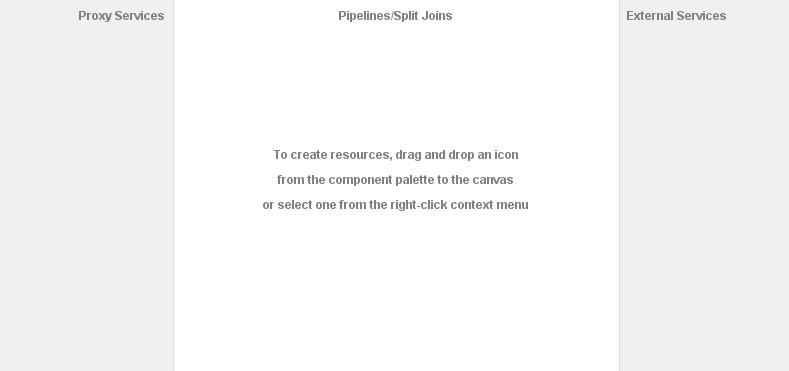 Proxy Services
Pipelines/Split Joins
External Services
To create resources, drag and drop an icon
from the component palette to the canvas
or select one from the right-click context menu